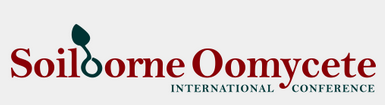 Soilborne Oomycete
INTERNATIONAL CONFERENCE